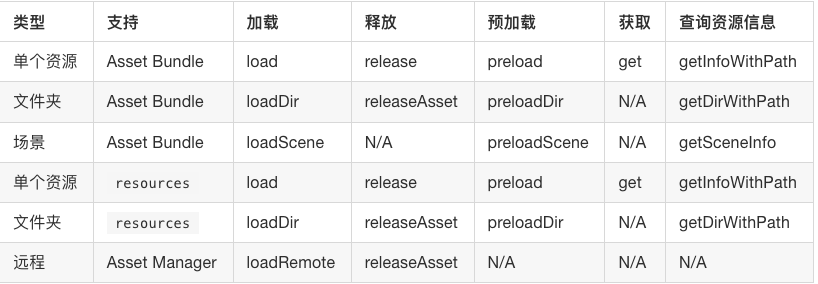 类型 支持 加载 释放 预加载 获取 查询资源信息
单个资源 Asset Bundle load release preload get getInfoWithPath
文件夹 Asset Bundle loadDir releaseAsset preloadDir N/A getDirWithPath
场景 Asset Bundle loadScene N/A preloadScene N/A getSceneInfo
单个资源 resources load release preload get getInfoWithPath
文件夹 resources loadDir releaseAsset preloadDir N/A getDirWithPath
远程 Asset Manager loadRemote releaseAsset N/A N/A N/A